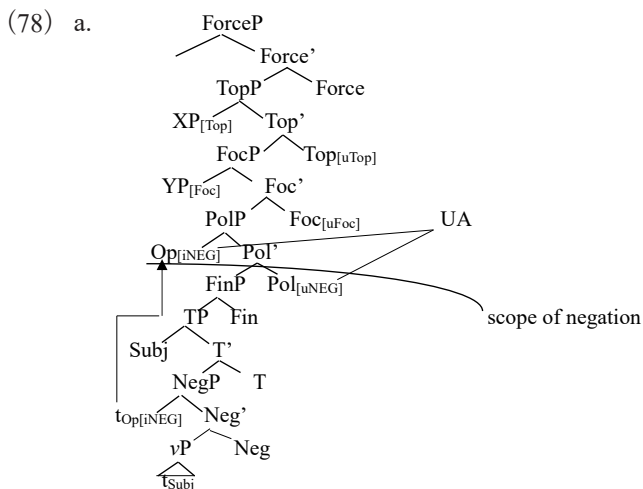 (78) a.
ForceP
Force’
TopP Force
XP[Top] Top’
FocP Top[uTop]
YP[Foc] Foc’
PolP Foc[uFoc] UA
Op[iNEG] Pol’
FinP Pol[uNEG]
TP Fin scope of negation
Subj T’
NegP T
tOp[iNEG] Neg’
vP Neg
tSubj